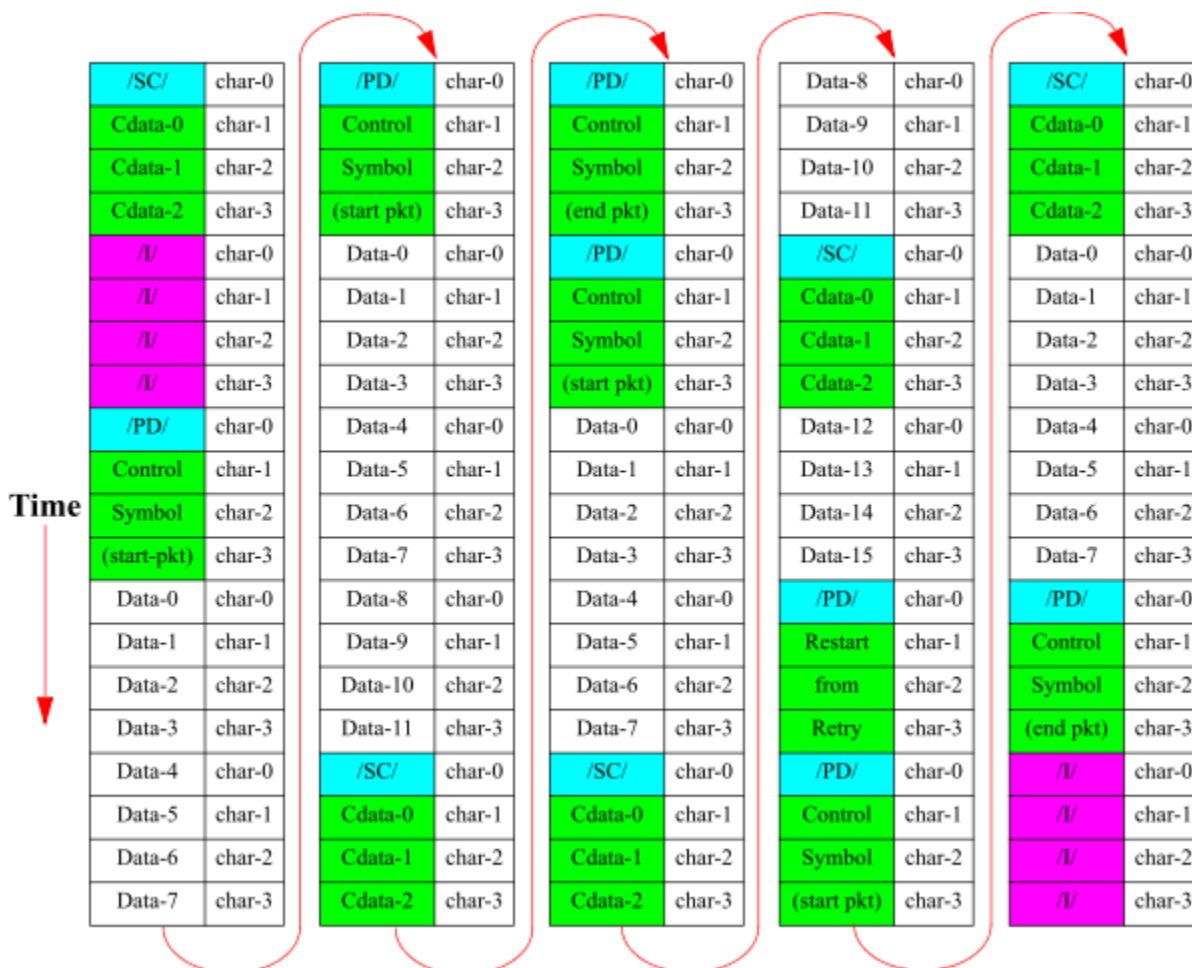 /SC/ char-0
Cdata-0 char-1
Cdata-1 char-2
Cdata-2 char-3
/I/ char-0
/I/ char-1
/I/ char-2
/I/ char-3
/PD/ char-0
Control char-1
Time
Symbol char-2
(start-pkt) char-3
Data-0 char-0
Data-1 char-1
Data-2 char-2
Data-3 char-3
Data-4 char-0
Data-5 char-1
Data-6 char-2
Data-7 char-3
/PD/ char-0
Control char-1
Symbol char-2
(start pkt) char-3
Data-0 char-0
Data-1 char-1
Data-2 char-2
Data-3 char-3
Data-4 char-0
Data-5 char-1
Data-6 char-2
Data-7 char-3
Data-8 char-0
Data-9 char-1
Data-10 char-2
Data-11 char-3
/SC/ char-0
Cdata-0 char-1
Cdata-1 char-2
Cdata-2 char-3
/PD/ char-0
Control char-1
Symbol char-2
(end pkt) char-3
/PD/ char-0
Control char-1
Symbol char-2
(start pkt) char-3
Data-0 char-0
Data-1 char-1
Data-2 char-2
Data-3 char-3
Data-4 char-0
Data-5 char-1
Data-6 char-2
Data-7 char-3
/SC/ char-0
Cdata-0 char-1
Cdata-1 char-2
Cdata-2 char-3
Data-8 char-0
Data-9 char-1
Data-10 char-2
Data-11 char-3
/SC/ char-0
Cdata-0 char-1
Cdata-1 char-2
Cdata-2 char-3
Data-12 char-0
Data-13 char-1
Data-14 char-2
Data-15 char-3
/PD/ char-0
Restart char-1
from char-2
Retry char-3
/PD/ char-0
Control char-1
Symbol char-2
(start pkt) char-3
/SC/ char-0
Cdata-0 char-1
Cdata-1 char-2
Cdata-2 char-3
Data-0 char-0
Data-1 char-1
Data-2 char-2
Data-3 char-3
Data-4 char-0
Data-5 char-1
Data-6 char-2
Data-7 char-3
/PD/ char-0
Control char-1
Symbol char-2
(end pkt) char-3
/I/ char-0
/I/ char-1
/I/ char-2
/I/ char-3